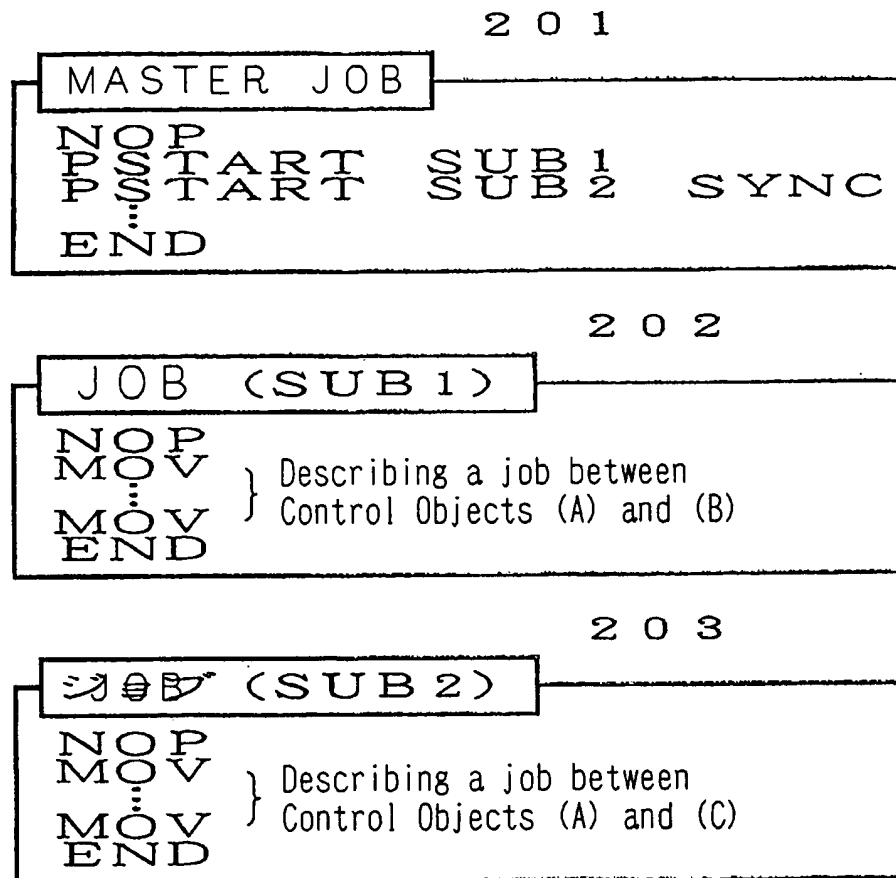 201
MASTER JOB
NOP
PSTART SUB1
PSTART SUB2 SYNC
⋮
END
202
JOB (SUB1)
NOP
MOV
⋮
MOV
END
Describing a job between
Control Objects (A) and (B)
203
(SUB2)
NOP
MOV
⋮
MOV
END
Describing a job between
Control Objects (A) and (C)